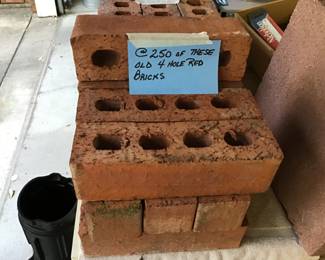 © 250 OF THESE
OLD 4 HOLE RED
BRICKS